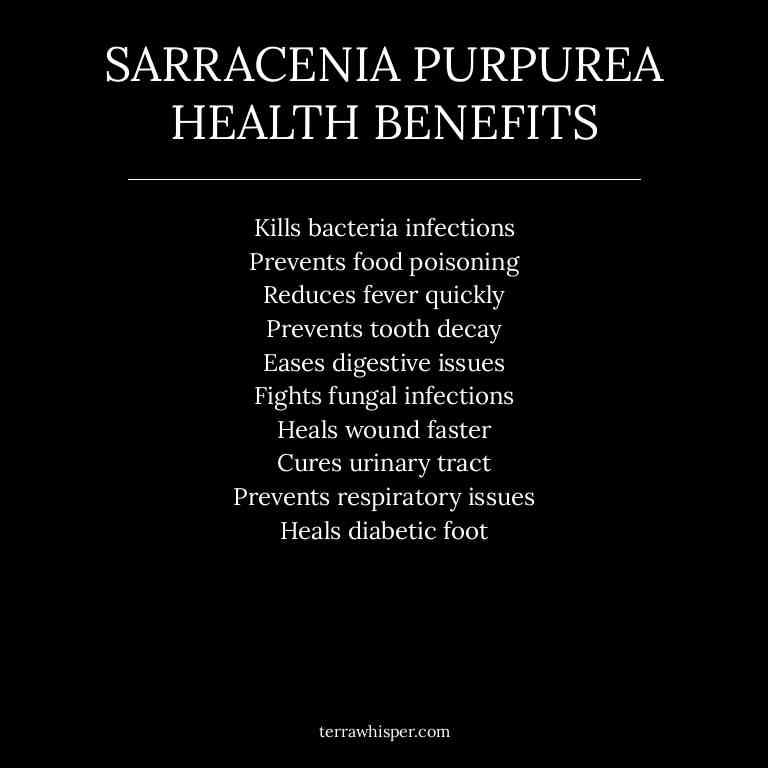 SARRACENIA PURPUREA
HEALTH BENEFITS
Kills bacteria infections
Prevents food poisoning
Reduces fever quickly
Prevents tooth decay
Eases digestive issues
Fights fungal infections
Heals wound faster
Cures urinary tract
Prevents respiratory issues
Heals diabetic foot
terrawhisper.com